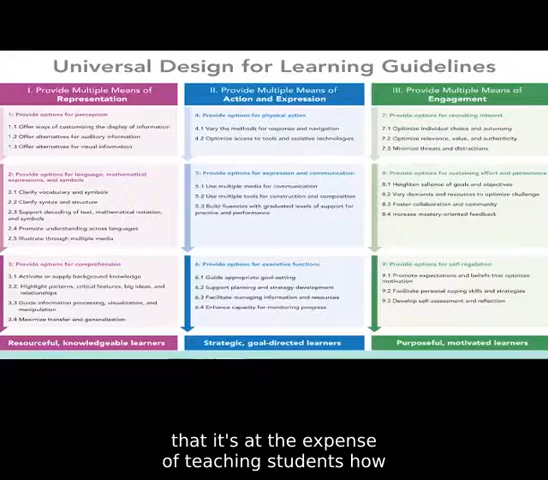 Universal Design for Learning Guidelines
I. Provide Multiple Means of
Representation
1: Provide options for perception
1.1 Offer ways of customizing the display of information
1.2 Offer alternatives for auditory information
1.3 Offer alternatives for visual information
2: Provide options for language, mathematical
expressions, and symbols
2.1 Clarify vocabulary and symbols
2.2 Clarify syntax and structure
2.3 Support decoding of text, mathematical notation,
and symbols
2.4 Promote understanding across languages
2.5 Illustrate through multiple media
3: Provide options for comprehension
3.1 Activate or supply background knowledge
3.2. Highlight patterns, critical features, big ideas, and
relationships
3.3 Guide information processing, visualization, and
manipulation
3.4 Maximize transfer and generalization
Resourceful, knowledgeable learners
II. Provide Multiple Means of
Action and Expression
4: Provide options for physical action
4.1 Vary the methods for response and navigation
4.2 Optimize access to tools and assistive technologies
5: Provide options for expression and communication
5.1 Use multiple media for communication
5.2 Use multiple tools for construction and composition
5.3 Build fluencies with graduated levels of support for
practice and performance
6: Provide options for executive functions
6.1 Guide appropriate goal-setting
6.2 Support planning and strategy development
6.3 Facilitate managing information and resources
6.4 Enhance capacity for monitoring progress
Strategic, goal-directed learners
III. Provide Multiple Means of
Engagement
7: Provide options for recruiting interest
7.1 Optimize individual choice and autonomy
7.2 Optimize relevance, value, and authenticity
7.3 Minimize threats and distractions
8: Provide options for sustaining effort and persistence
8.1 Heighten salience of goals and objectives
8.2 Vary demands and resources to optimize challenge
8.3 Foster collaboration and community
8.4 Increase mastery-oriented feedback
9: Provide options for self-regulation
9.1 Promote expectations and beliefs that optimize
motivation
9.2 Facilitate personal coping skills and strategies
9.3 Develop self-assessment and reflection
Purposeful, motivated learners
that it's at the expense
of teaching students how